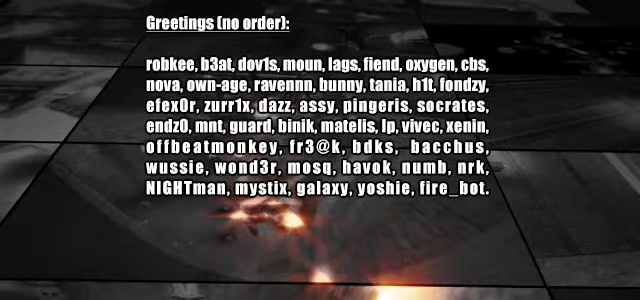 Greetings (no order):
robkee, b3at, dov1s, moun, lags, fiend, oxygen, cbs,
nova, own-age, ravennn, bunny, tania, h1t, fondzy,
efex0r, zurr1x, dazz, assy, pingeris, socrates,
endz0, mnt, guard, binik, matelis, lp, vivec, xenin,
offbeatmonkey, fr3@k, bdks, bacchus,
wussie, wond3r, mosq, havok, numb, nrk,
NIGHTman, mystix, galaxy, yoshie, fire_bot.